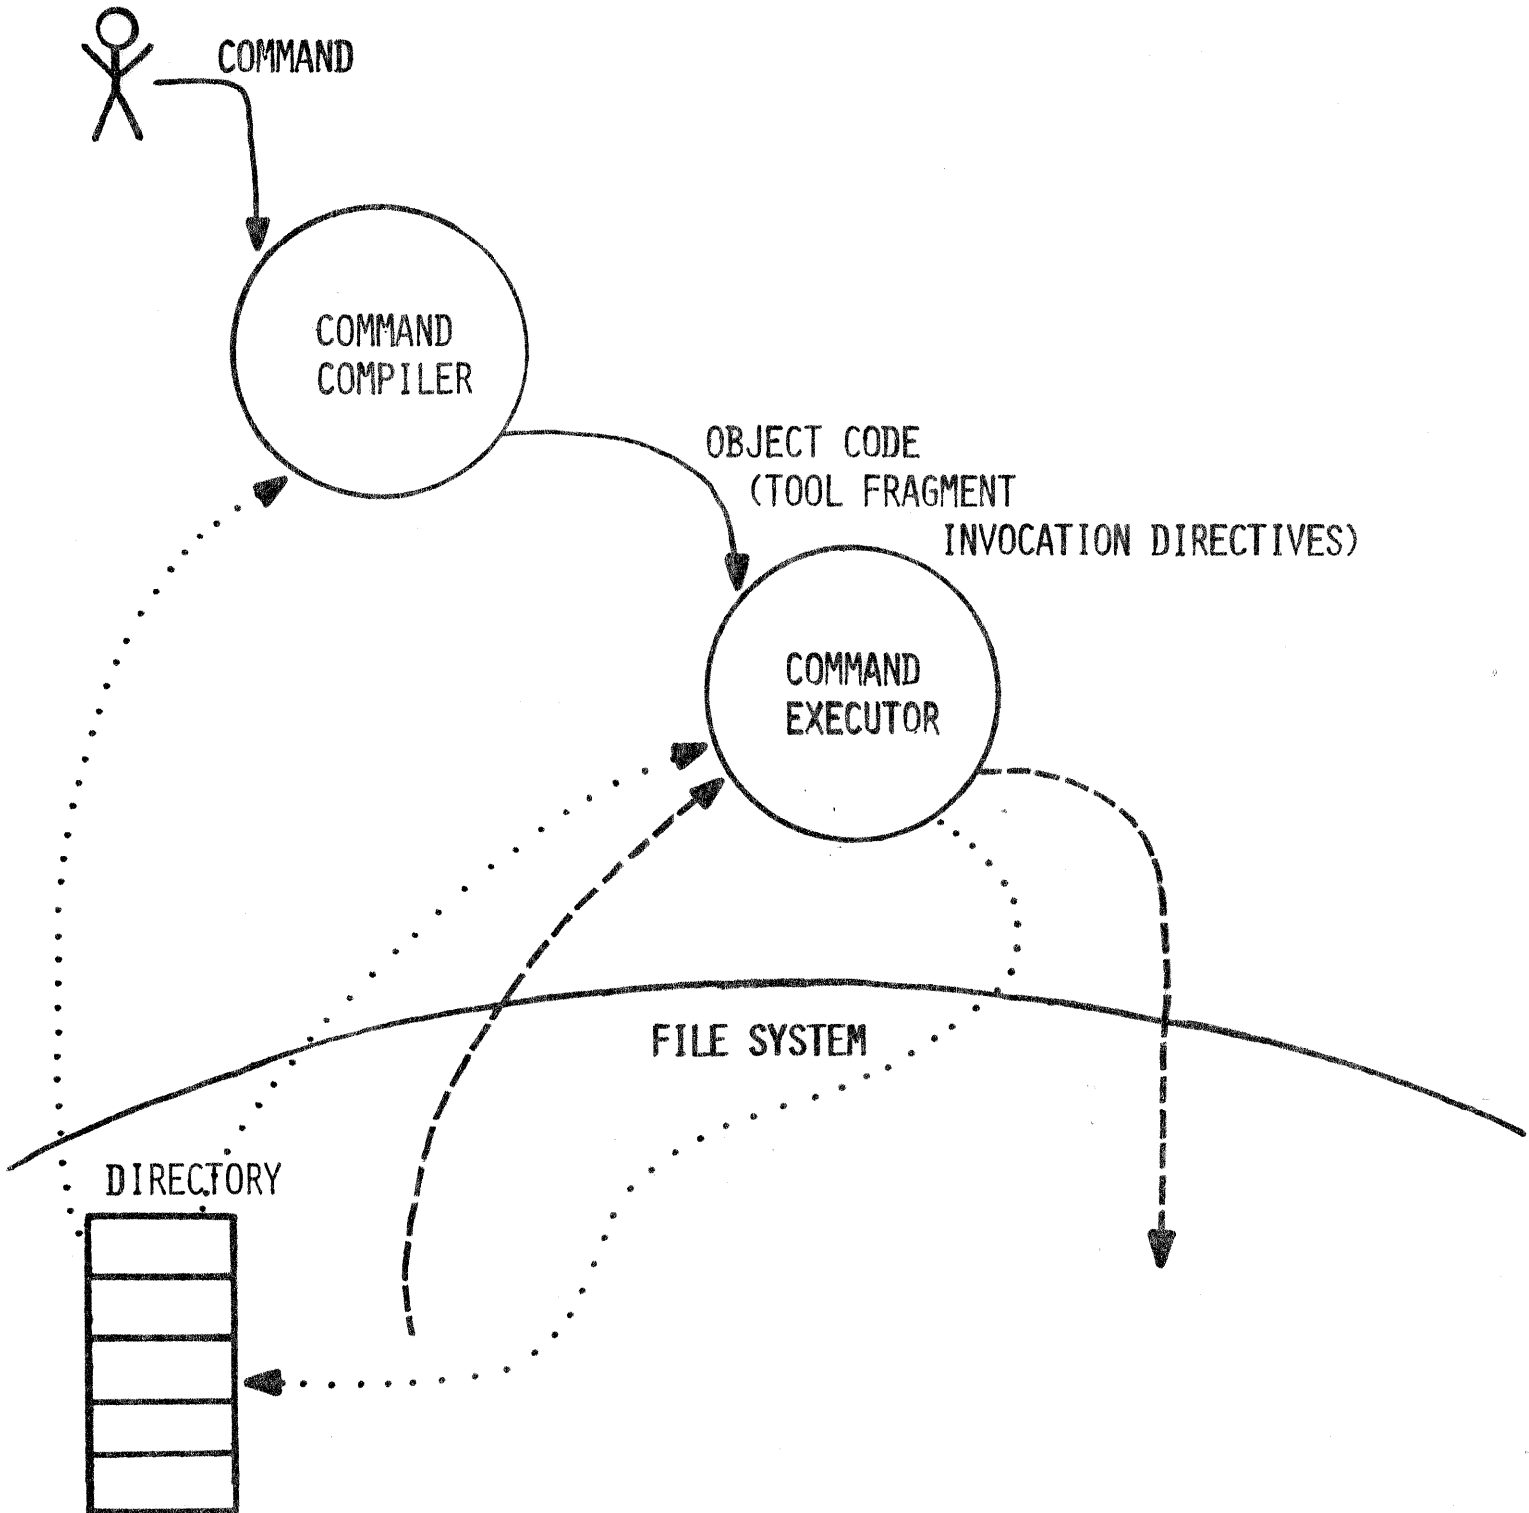 COMMAND
COMMAND
COMPILER
OBJECT CODE
(TOOL FRAGMENT
INVOCATION DIRECTIVES)
COMMAND
EXECUTOR
FILE SYSTEM
DIRECTORY